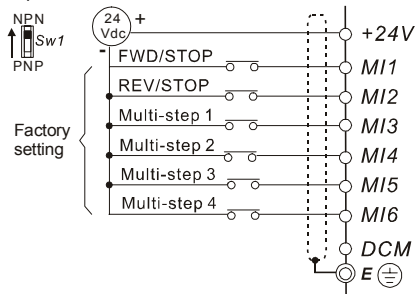 NPN
Sw1
PNP
24
Vdc
+
-
+24V
FWD/STOP
MI1
REV/STOP
MI2
Multi-step 1
MI3
Factory
setting
Multi-step 2
MI4
Multi-step 3
MI5
Multi-step 4
MI6
DCM
E